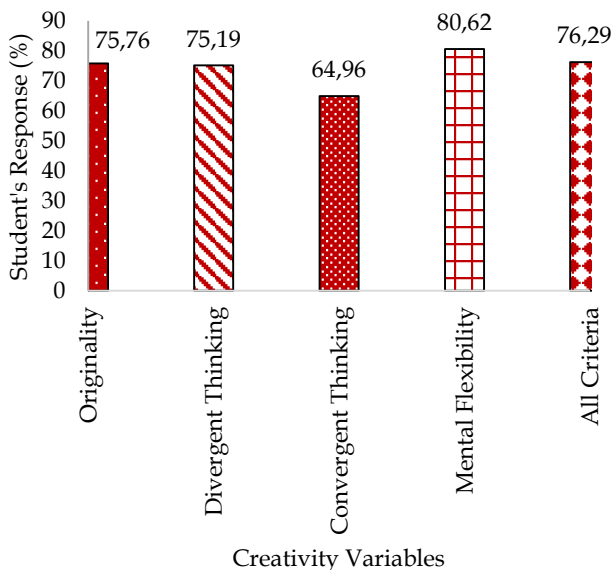 Student's Response (%)
90
80
70
60
50
40
30
20
10
0
75,76
75,19
64,96
80,62
76,29
Originality
Divergent Thinking
Convergent Thinking
Mental Flexibility
All Criteria
Creativity Variables